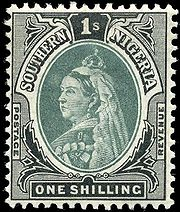 1s
SOUTHERN NIGERIA
POSTAGE
REVENUE
ONE SHILLING